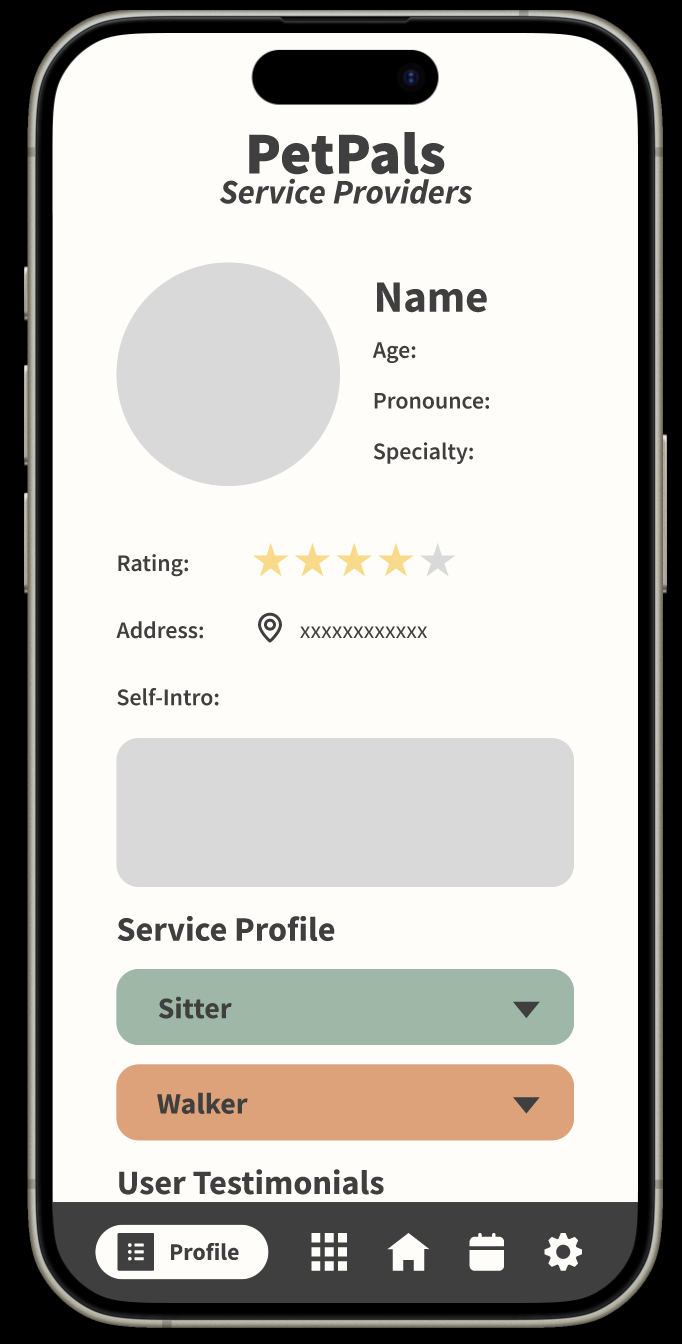 PetPals
Service Providers
Name
Age:
Pronounce:
Specialty:
Rating:
Address: xxxxxxxxxxxx
Self-Intro:
Service Profile
Sitter
Walker
User Testimonials
Profile